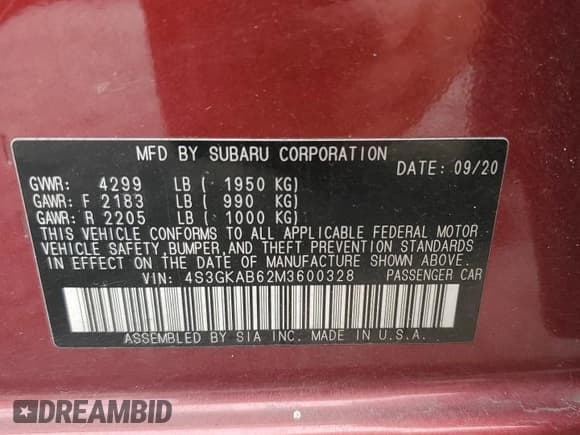 MFD BY SUBARU CORPORATION
DATE: 09/20
GVWR: 4299 LB ( 1950 KG)
GAWR: F 2183 LB ( 990 KG)
GAWR: R 2205 LB ( 1000 KG)
THIS VEHICLE CONFORMS TO ALL APPLICABLE FEDERAL MOTOR
VEHICLE SAFETY, BUMPER, AND THEFT PREVENTION STANDARDS
IN EFFECT ON THE DATE OF MANUFACTURE SHOWN ABOVE.
VIN: 4S3GKAB62M3600328 PASSENGER CAR
ASSEMBLED BY SIA INC. MADE IN U.S.A.
DREAMBID